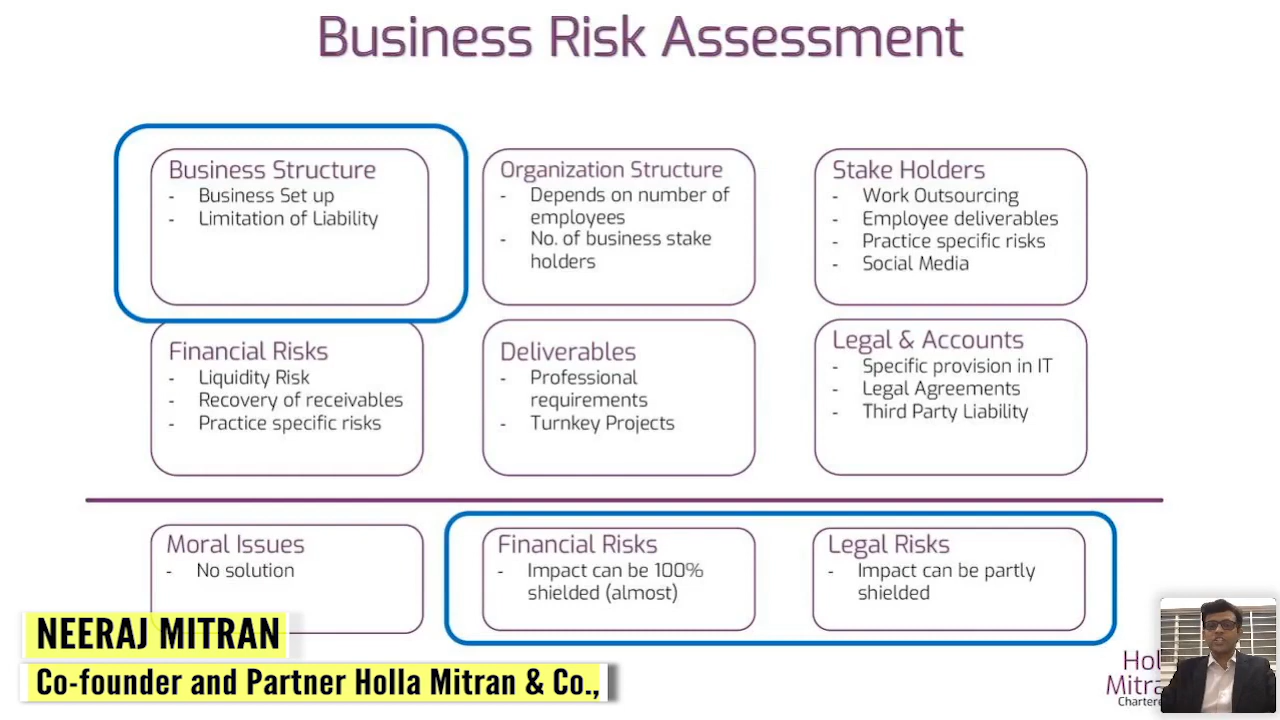 Business Risk Assessment
Business Structure
- Business Set up
- Limitation of Liability
Organization Structure
- Depends on number of
employees
- No. of business stake
holders
Stake Holders
- Work Outsourcing
- Employee deliverables
- Practice specific risks
- Social Media
Financial Risks
- Liquidity Risk
- Recovery of receivables
- Practice specific risks
Deliverables
- Professional
requirements
- Turnkey Projects
Legal & Accounts
- Specific provision in IT
- Legal Agreements
- Third Party Liability
Moral Issues
- No solution
Financial Risks
- Impact can be 100%
shielded (almost)
Legal Risks
- Impact can be partly
shielded
NEERAJ MITRAN
Co-founder and Partner Holla Mitran & Co.,